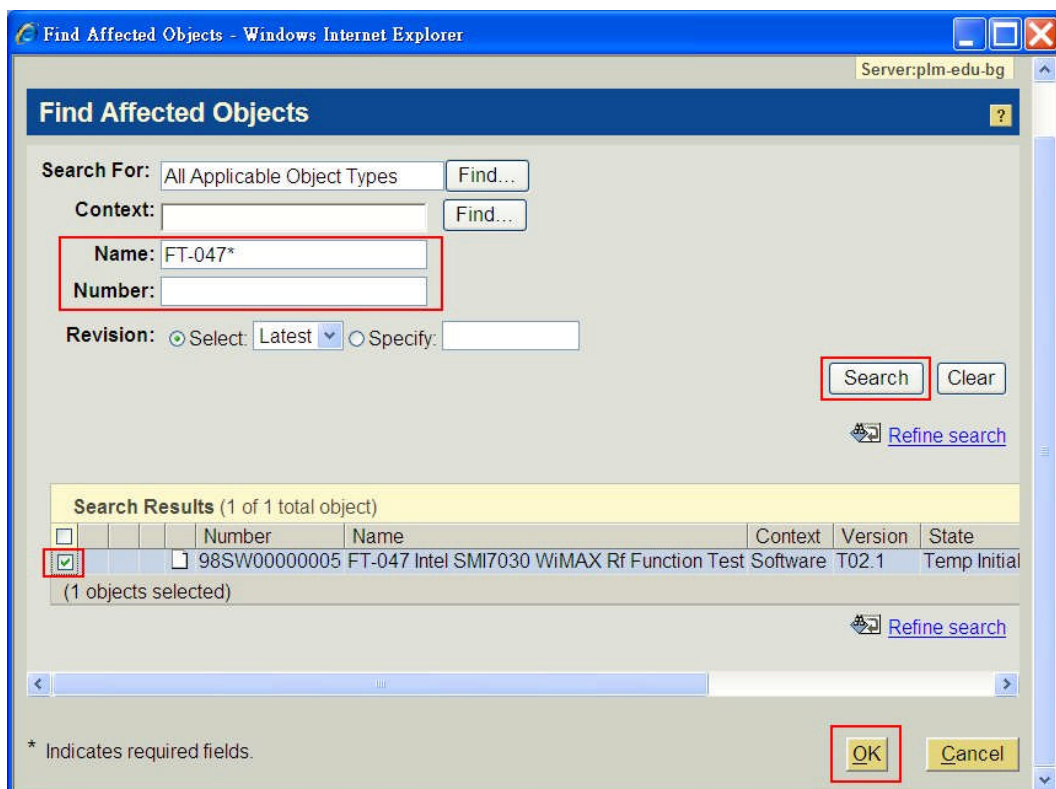 Find Affected Objects - Windows Internet Explorer
Server:plm-edu-bg
Find Affected Objects ?
Search For: All Applicable Object Types Find...
Context: Find...
Name: FT-047*
Number:
Revision: Select: Latest Specify:
Search Clear
Refine search
Search Results (1 of 1 total object)
Number Name Context Version State
98SW00000005 FT-047 Intel SMI7030 WiMAX Rf Function Test Software T02.1 Temp Initial
(1 objects selected)
Refine search
* Indicates required fields.
OK Cancel